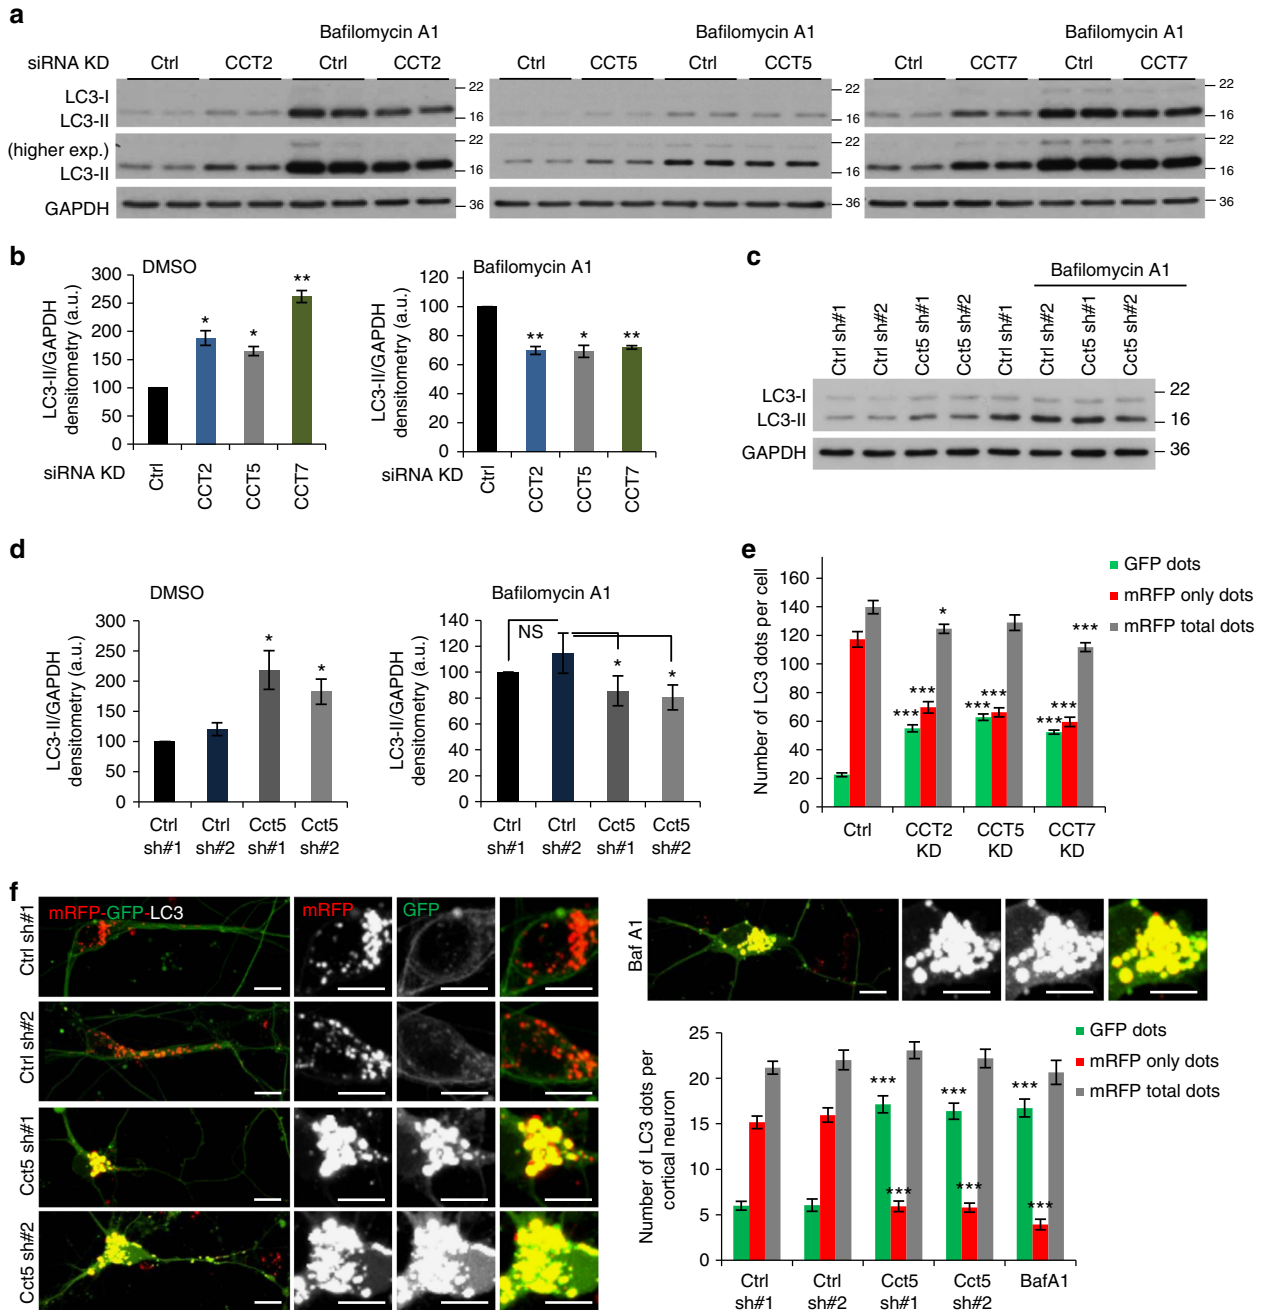 a
Bafilomycin A1
Bafilomycin A1
Bafilomycin A1
siRNA KD
Ctrl CCT2 Ctrl CCT2
Ctrl CCT5 Ctrl CCT5
Ctrl CCT7 Ctrl CCT7
LC3-I
LC3-II
22
16
22
16
22
16
(higher exp.)
LC3-II
22
16
22
16
22
16
GAPDH
36
36
36
b
DMSO
LC3-II/GAPDH
densitometry (a.u.)
300
250
200
150
100
50
0
*
*
**
siRNA KD
Ctrl
CCT2
CCT5
CCT7
Bafilomycin A1
LC3-II/GAPDH
densitometry (a.u.)
120
100
80
60
40
20
0
**
*
**
siRNA KD
Ctrl
CCT2
CCT5
CCT7
c
Bafilomycin A1
Ctrl sh#1
Ctrl sh#2
Cct5 sh#1
Cct5 sh#2
Ctrl sh#1
Ctrl sh#2
Cct5 sh#1
Cct5 sh#2
LC3-I
LC3-II
GAPDH
22
16
36
d
DMSO
LC3-II/GAPDH
densitometry (a.u.)
300
250
200
150
100
50
0
*
*
Ctrl sh#1
Ctrl sh#2
Cct5 sh#1
Cct5 sh#2
Bafilomycin A1
LC3-II/GAPDH
densitometry (a.u.)
140
120
100
80
60
40
20
0
NS
*
*
Ctrl sh#1
Ctrl sh#2
Cct5 sh#1
Cct5 sh#2
e
Number of LC3 dots per cell
160
140
120
100
80
60
40
20
0
***
***
*
***
***
***
***
***
Ctrl
CCT2 KD
CCT5 KD
CCT7 KD
GFP dots
mRFP only dots
mRFP total dots
f
Ctrl sh#1
mRFP-GFP-LC3
mRFP
GFP
Ctrl sh#2
Cct5 sh#1
Cct5 sh#2
Baf A1
Number of LC3 dots per
cortical neuron
25
20
15
10
5
0
***
***
***
***
***
***
Ctrl sh#1
Ctrl sh#2
Cct5 sh#1
Cct5 sh#2
BafA1
GFP dots
mRFP only dots
mRFP total dots